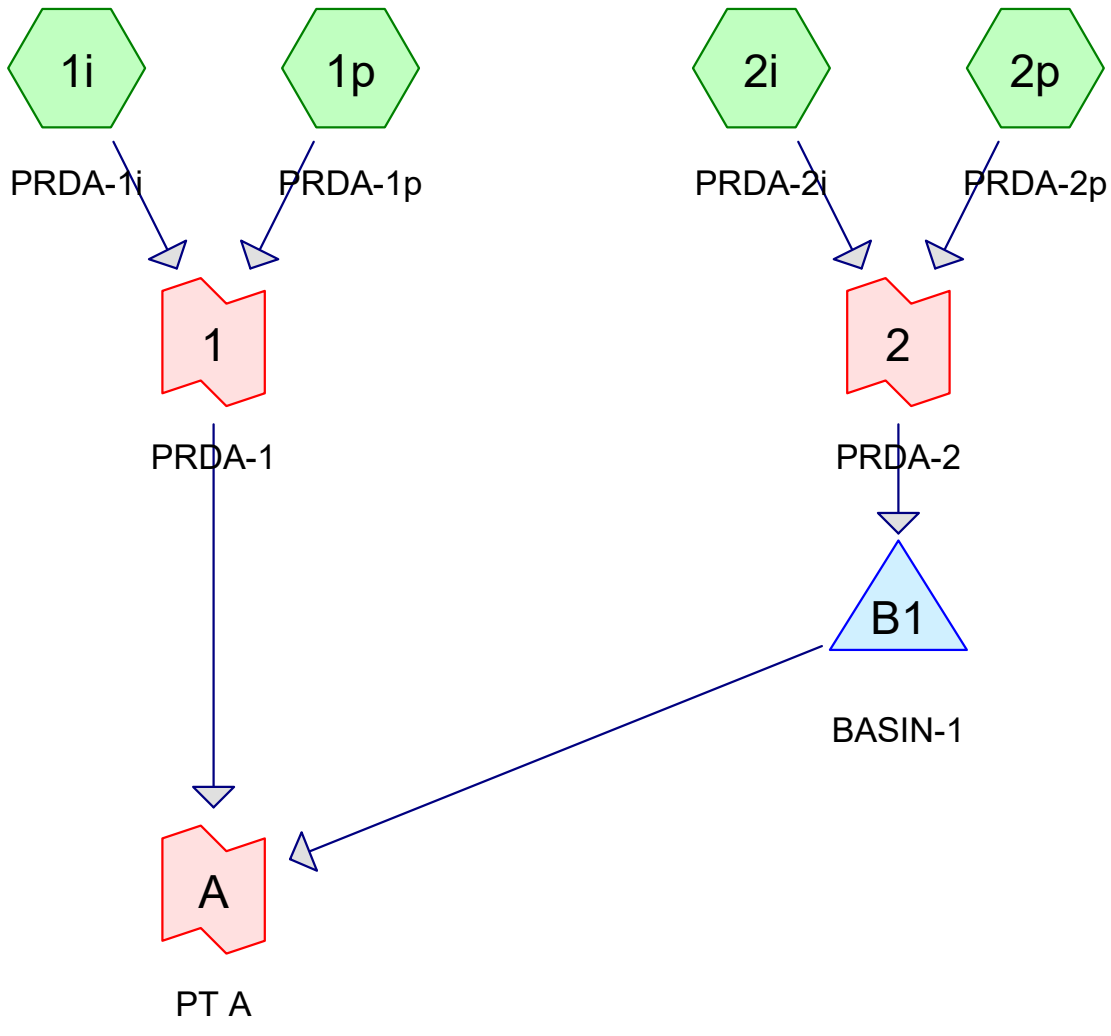 1i
1p
2i
2p
PRDA-1i
PRDA-1p
PRDA-2i
PRDA-2p
1
2
PRDA-1
PRDA-2
B1
BASIN-1
A
PT A